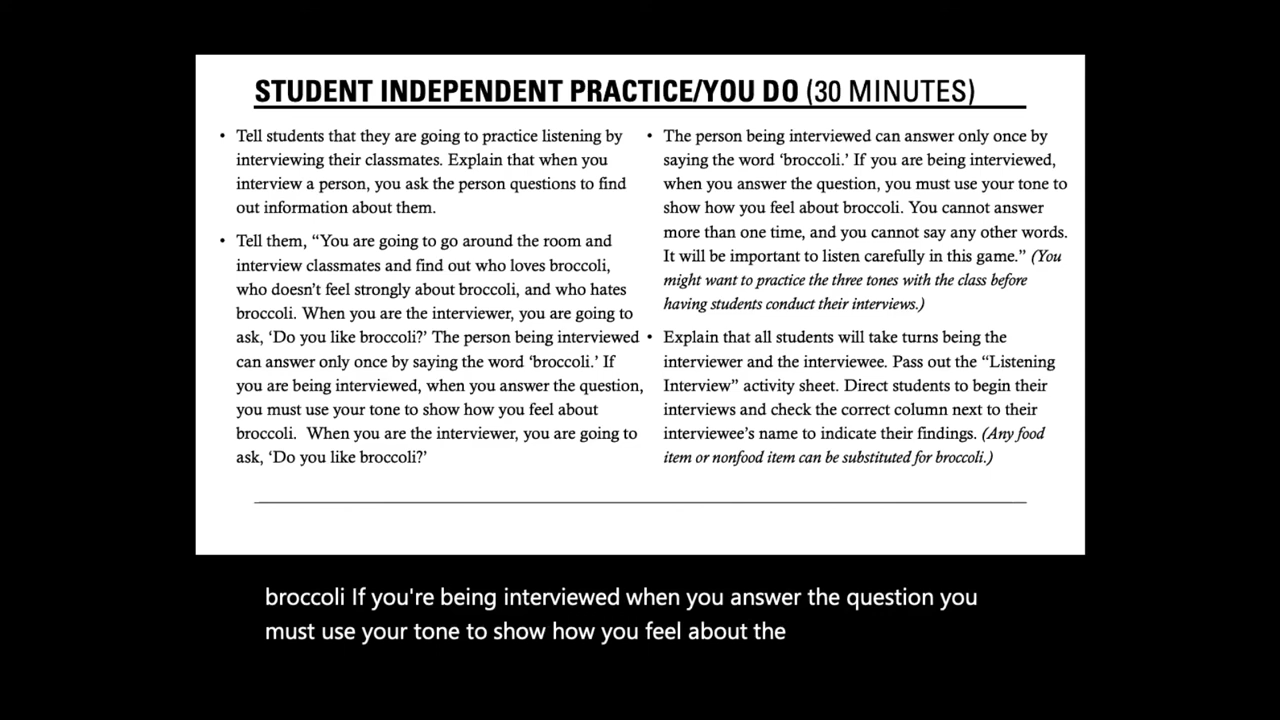 STUDENT INDEPENDENT PRACTICE/YOU DO (30 MINUTES)
• Tell students that they are going to practice listening by
interviewing their classmates. Explain that when you
interview a person, you ask the person questions to find
out information about them.
• Tell them, “You are going to go around the room and
interview classmates and find out who loves broccoli,
who doesn’t feel strongly about broccoli, and who hates
broccoli. When you are the interviewer, you are going to
ask, ‘Do you like broccoli?’ The person being interviewed
can answer only once by saying the word ‘broccoli.’ If
you are being interviewed, when you answer the question,
you must use your tone to show how you feel about
broccoli.  When you are the interviewer, you are going to
ask, ‘Do you like broccoli?’
• The person being interviewed can answer only once by
saying the word ‘broccoli.’ If you are being interviewed,
when you answer the question, you must use your tone to
show how you feel about broccoli. You cannot answer
more than one time, and you cannot say any other words.
It will be important to listen carefully in this game.” (You
might want to practice the three tones with the class before
having students conduct their interviews.)
• Explain that all students will take turns being the
interviewer and the interviewee. Pass out the “Listening
Interview” activity sheet. Direct students to begin their
interviews and check the correct column next to their
interviewee’s name to indicate their findings. (Any food
item or nonfood item can be substituted for broccoli.)
broccoli If you're being interviewed when you answer the question you
must use your tone to show how you feel about the